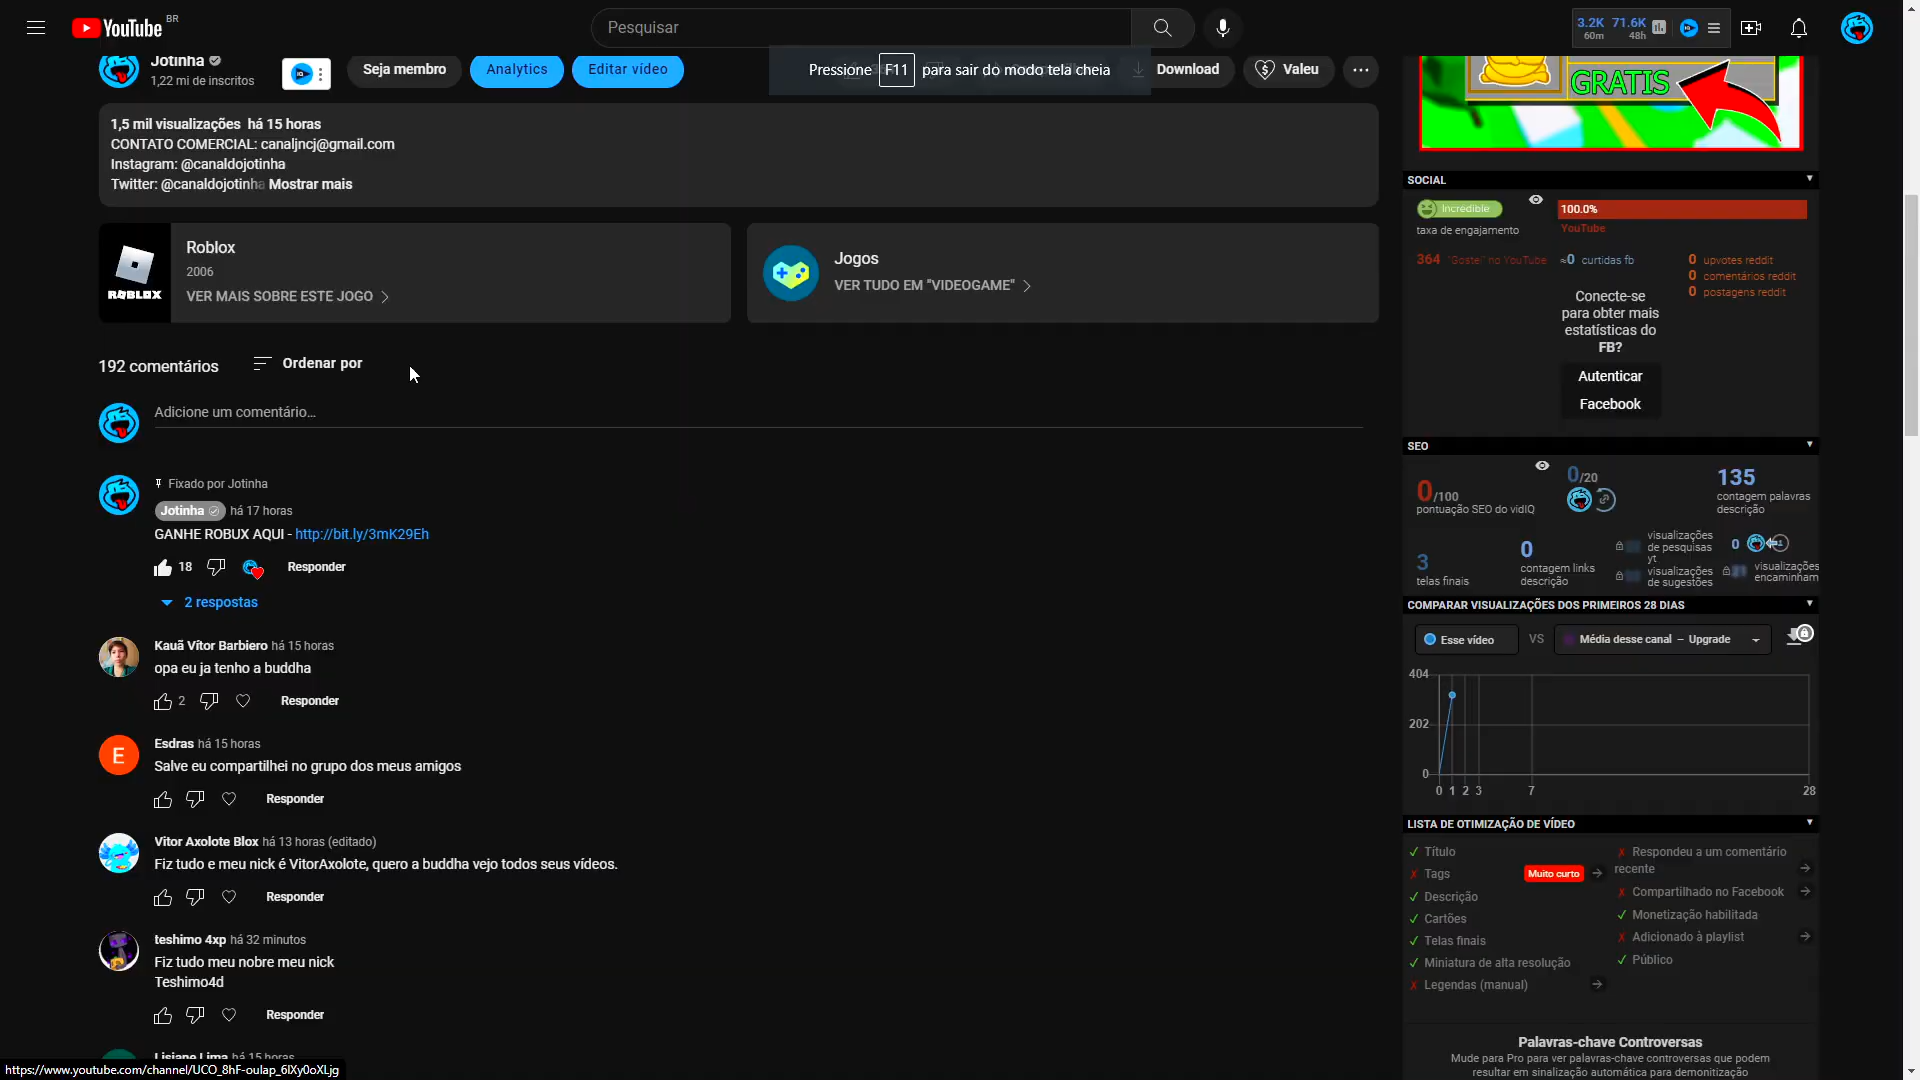 YouTube BR
Pesquisar
3.2K 71.6K
60m 48h
Jotinha
1,22 mi de inscritos
Seja membro
Analytics
Editar vídeo
Pressione F11 para sair do modo tela cheia
Download
Valeu
GRATIS
1,5 mil visualizações há 15 horas
CONTATO COMERCIAL: canaljncj@gmail.com
Instagram: @canaldojotinha
Twitter: @canaldojotinha Mostrar mais
Roblox
2006
VER MAIS SOBRE ESTE JOGO
ROBLOX
Jogos
VER TUDO EM "VIDEOGAME"
192 comentários
Ordenar por
Adicione um comentário...
Fixado por Jotinha
Jotinha há 17 horas
GANHE ROBUX AQUI - http://bit.ly/3mK29Eh
18
Responder
2 respostas
Kauã Vítor Barbiero há 15 horas
opa eu ja tenho a buddha
2
Responder
E
Esdras há 15 horas
Salve eu compartilhei no grupo dos meus amigos
Responder
Vitor Axolote Blox há 13 horas (editado)
Fiz tudo e meu nick é VitorAxolote, quero a buddha vejo todos seus vídeos.
Responder
teshimo 4xp há 32 minutos
Fiz tudo meu nobre meu nick
Teshimo4d
Responder
Lisiane Lima há 15 horas
https://www.youtube.com/channel/UCO_8hF-oulap_6lXy0oXLjg
SOCIAL
Incredible
taxa de engajamento
100.0%
YouTube
364 "Gostei" no YouTube
≈0 curtidas fb
0 upvotes reddit
0 comentários reddit
0 postagens reddit
Conecte-se
para obter mais
estatísticas do
FB?
Autenticar
Facebook
SEO
0/100
pontuação SEO do vidIQ
0/20
135
contagem palavras
descrição
3
telas finais
0
contagem links
descrição
visualizações
de pesquisas
yt
visualizações
de sugestões
0
visualizações
encaminham
COMPARAR VISUALIZAÇÕES DOS PRIMEIROS 28 DIAS
Esse vídeo
VS
Média desse canal – Upgrade
404
202
0
0 1 2 3 7 28
LISTA DE OTIMIZAÇÃO DE VÍDEO
Título
Tags
Muito curto
Descrição
Cartões
Telas finais
Miniatura de alta resolução
Legendas (manual)
Respondeu a um comentário
recente
Compartilhado no Facebook
Monetização habilitada
Adicionado à playlist
Público
Palavras-chave Controversas
Mude para Pro para ver palavras-chave controversas que podem
resultar em sinalização automática para demonitização